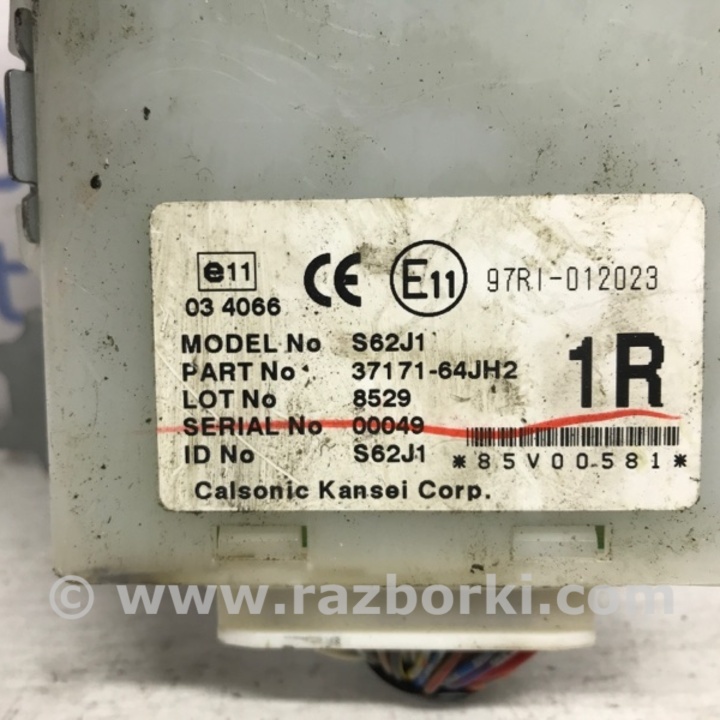 e11
03 4066
CE
E11
97RI-012023
MODEL No S62J1
PART No 37171-64JH2
LOT No 8529
SERIAL No 00049
ID No S62J1
1R
*85V00581*
Calsonic Kansei Corp.
© www.razborki.com